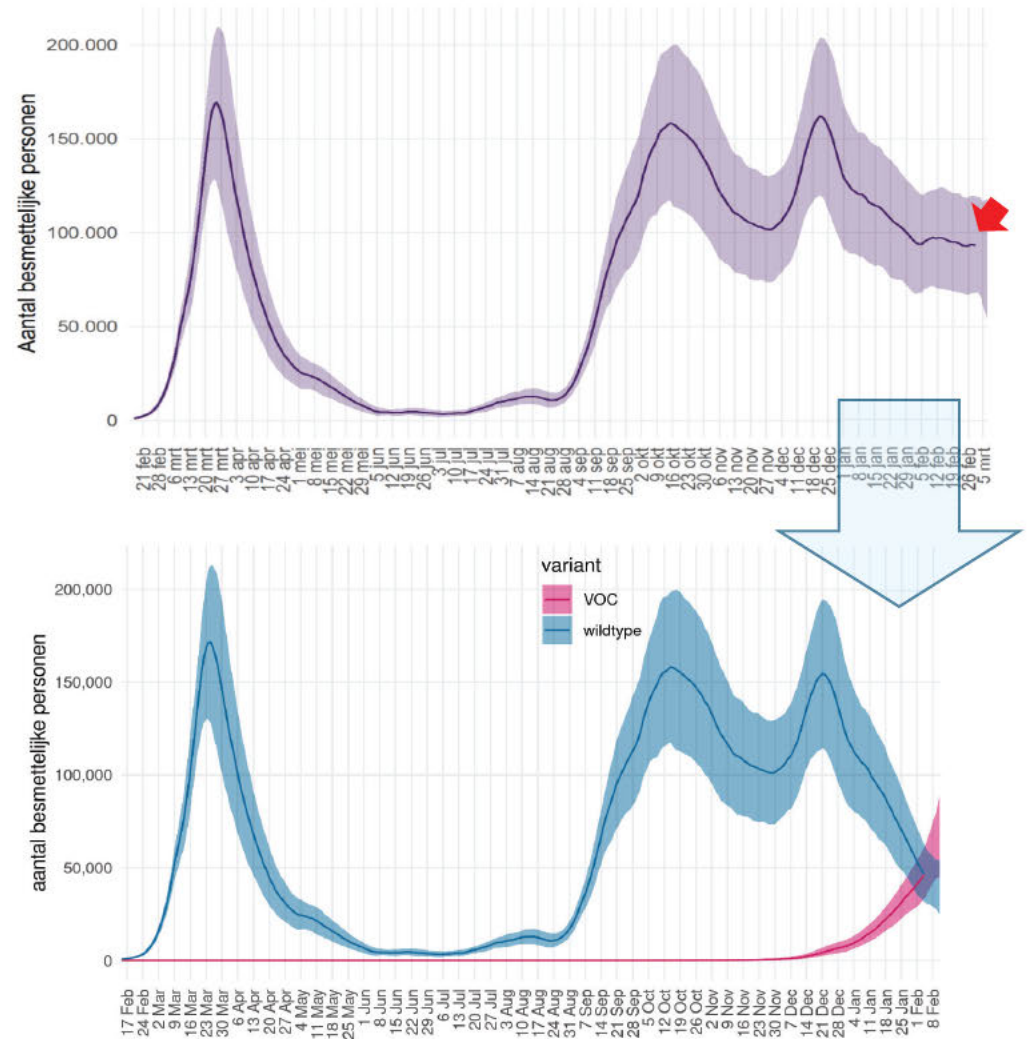 Aantal besmettelijke personen
200.000
150.000
100.000
50.000
0
21 feb
28 feb
6 mrt
13 mrt
20 mrt
27 mrt
3 apr
10 apr
17 apr
24 apr
1 mei
8 mei
15 mei
22 mei
29 mei
5 jun
12 jun
19 jun
26 jun
3 jul
10 jul
17 jul
24 jul
31 jul
7 aug
14 aug
21 aug
28 aug
4 sep
11 sep
18 sep
25 sep
2 okt
9 okt
16 okt
23 okt
30 okt
6 nov
13 nov
20 nov
27 nov
4 dec
11 dec
18 dec
25 dec
1 jan
8 jan
15 jan
22 jan
29 jan
5 feb
12 feb
19 feb
26 feb
5 mrt
aantal besmettelijke personen
200,000
150,000
100,000
50,000
0
variant
VOC
wildtype
17 Feb
24 Feb
2 Mar
9 Mar
16 Mar
23 Mar
30 Mar
6 Apr
13 Apr
20 Apr
27 Apr
4 May
11 May
18 May
25 May
1 Jun
8 Jun
15 Jun
22 Jun
29 Jun
6 Jul
13 Jul
20 Jul
27 Jul
3 Aug
10 Aug
17 Aug
24 Aug
31 Aug
7 Sep
14 Sep
21 Sep
28 Sep
5 Oct
12 Oct
19 Oct
26 Oct
2 Nov
9 Nov
16 Nov
23 Nov
30 Nov
7 Dec
14 Dec
21 Dec
28 Dec
4 Jan
11 Jan
18 Jan
25 Jan
1 Feb
8 Feb